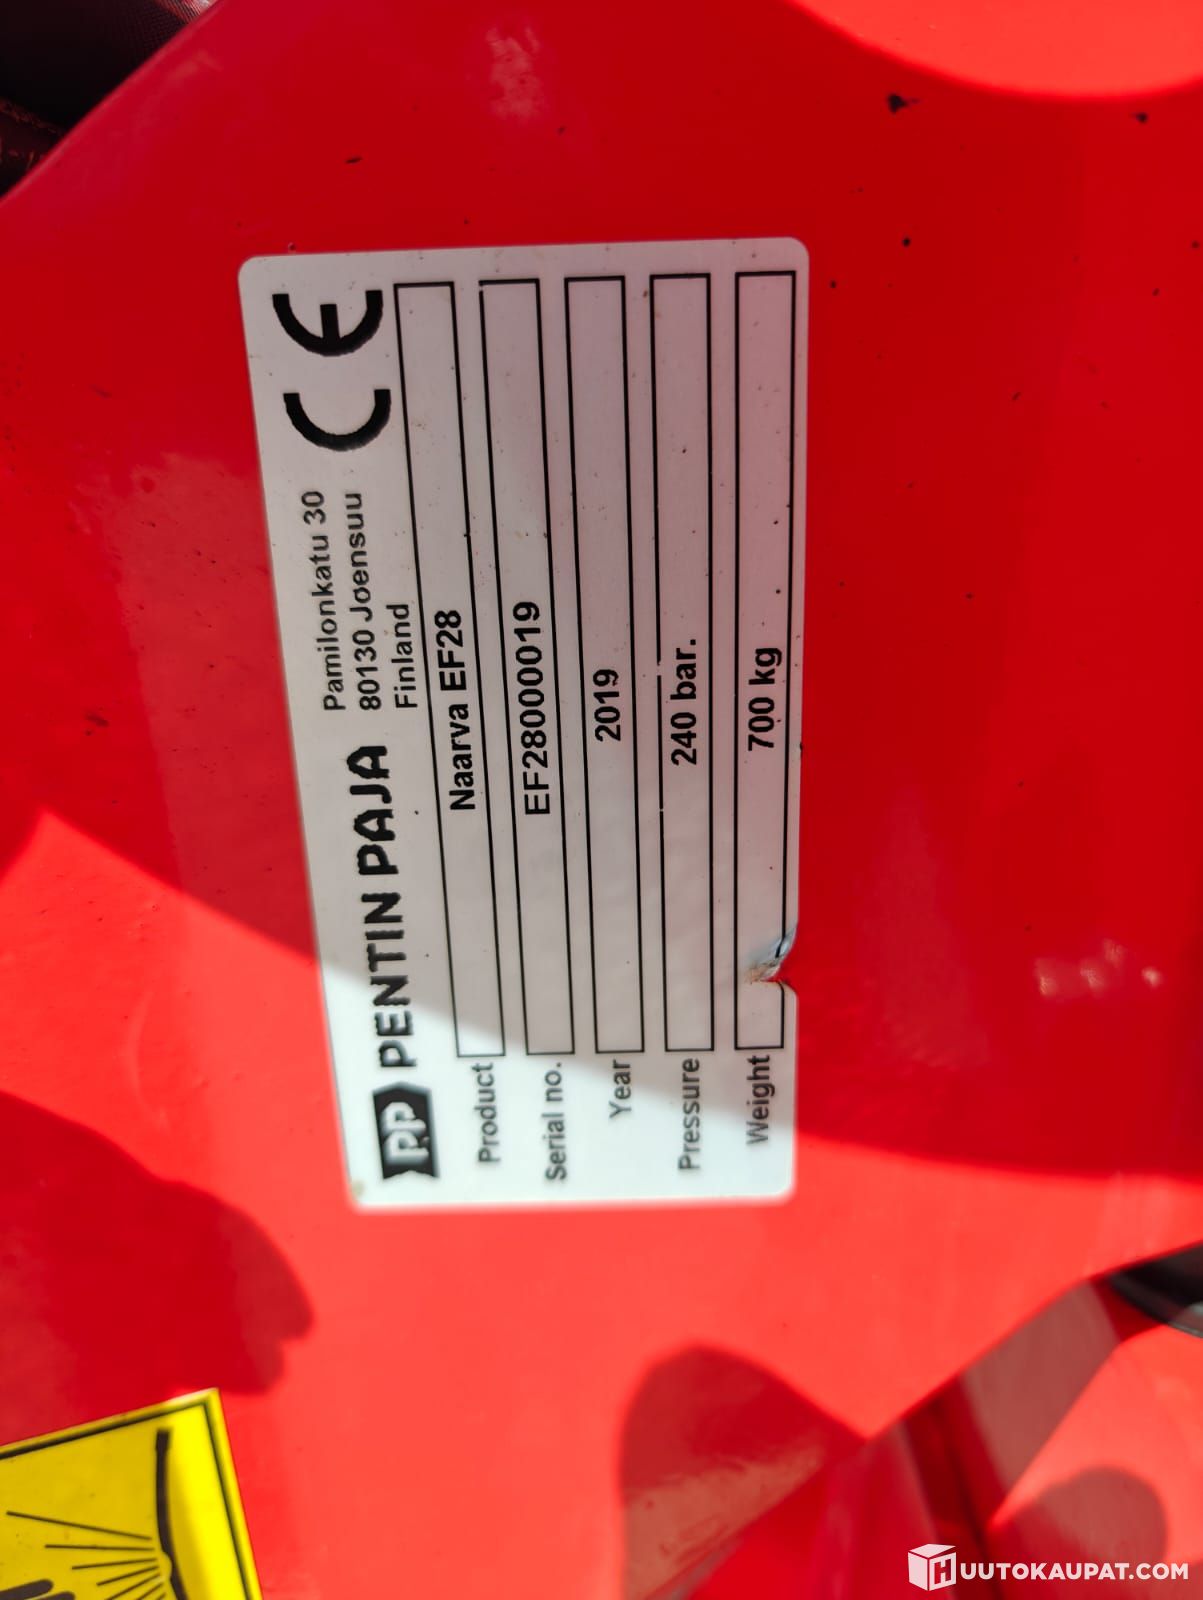 PP PENTIN PAJA
Pamilonkatu 30
80130 Joensuu
Finland
CE
Product Naarva EF28
Serial no. EF28000019
Year 2019
Pressure 240 bar.
Weight 700 kg
HUUTOKAUPAT.COM